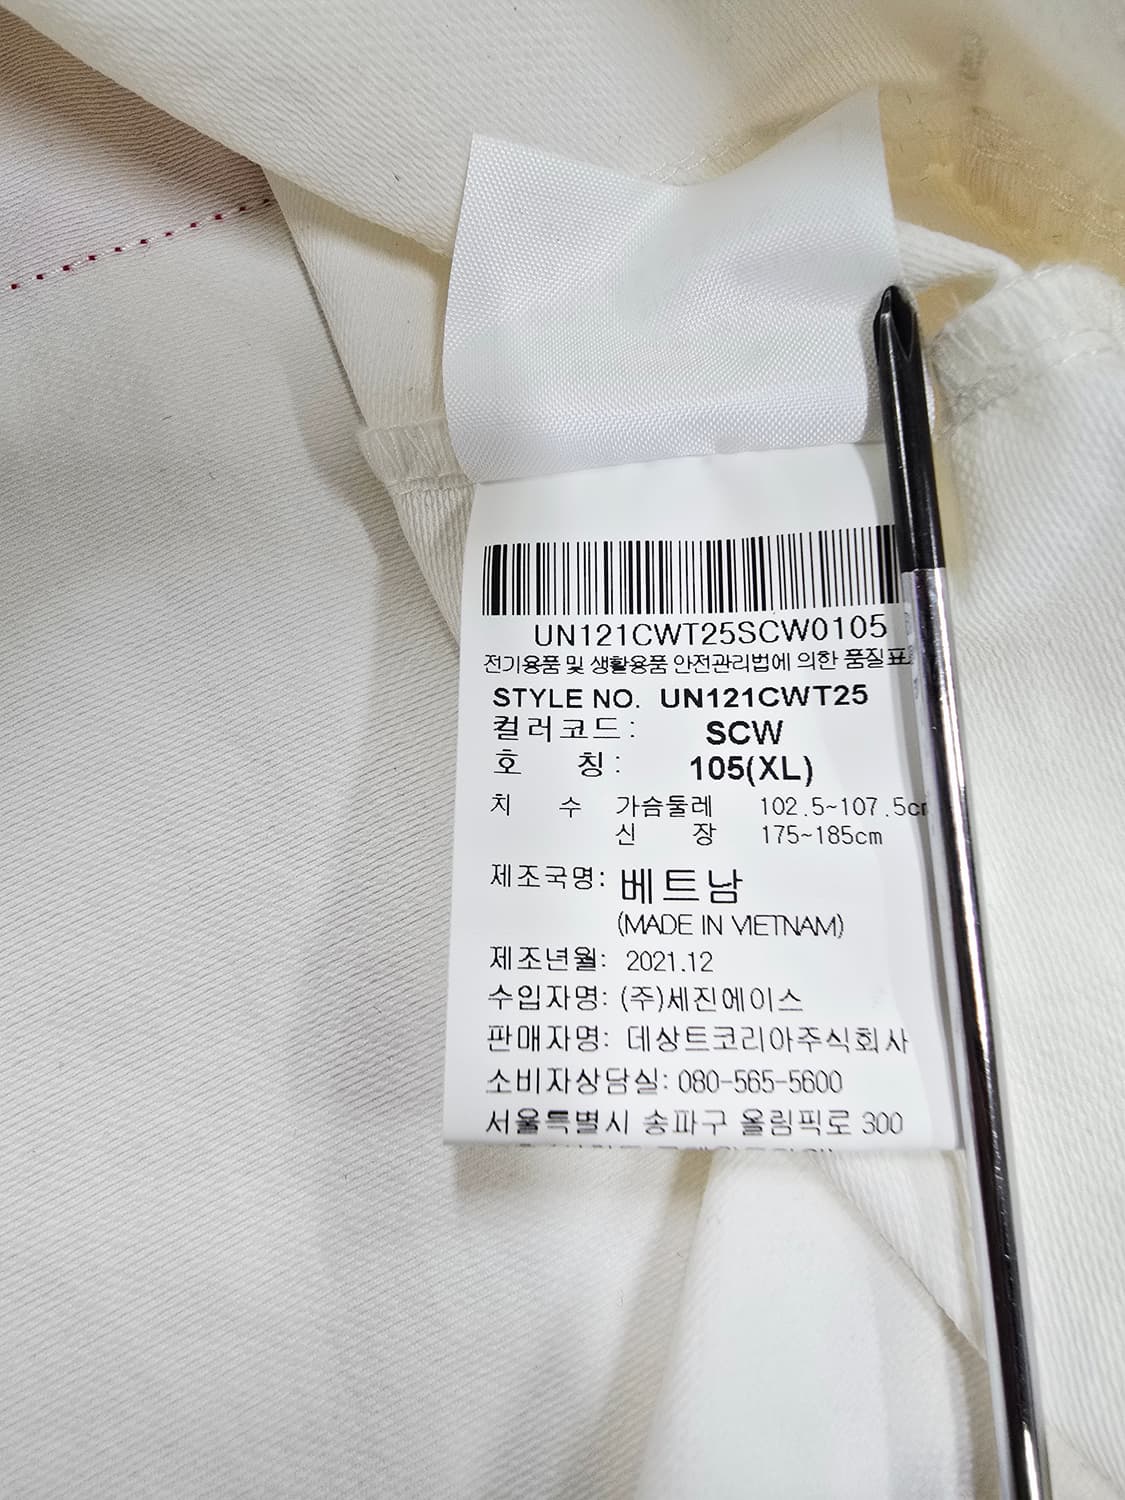 UN121CWT25SCW0105
전기용품 및 생활용품 안전관리법에 의한 품질표
STYLE NO. UN121CWT25
컬러코드: SCW
호 칭: 105(XL)
치 수 가슴둘레 102.5~107.5cm
신 장 175~185cm
제조국명: 베트남
(MADE IN VIETNAM)
제조년월: 2021.12
수입자명: (주)세진에이스
판매자명: 데상트코리아주식회사
소비자상담실: 080-565-5600
서울특별시 송파구 올림픽로 300